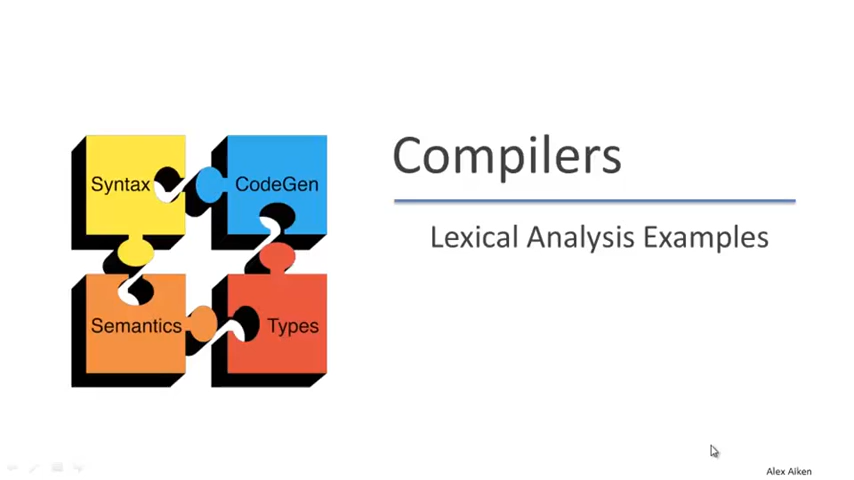 Compilers
Lexical Analysis Examples
Syntax
CodeGen
Semantics
Types
Alex Aiken